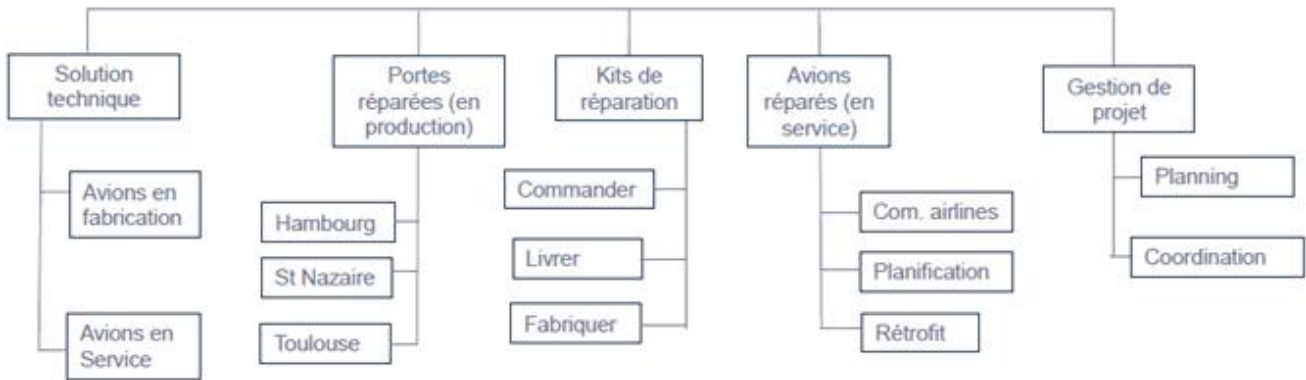 Solution
technique
Avions en
fabrication
Avions en
Service
Portes
réparées (en
production)
Hambourg
St Nazaire
Toulouse
Kits de
réparation
Commander
Livrer
Fabriquer
Avions
réparès (en
service)
Com. airlines
Planification
Rétrofit
Gestion de
projet
Planning
Coordination